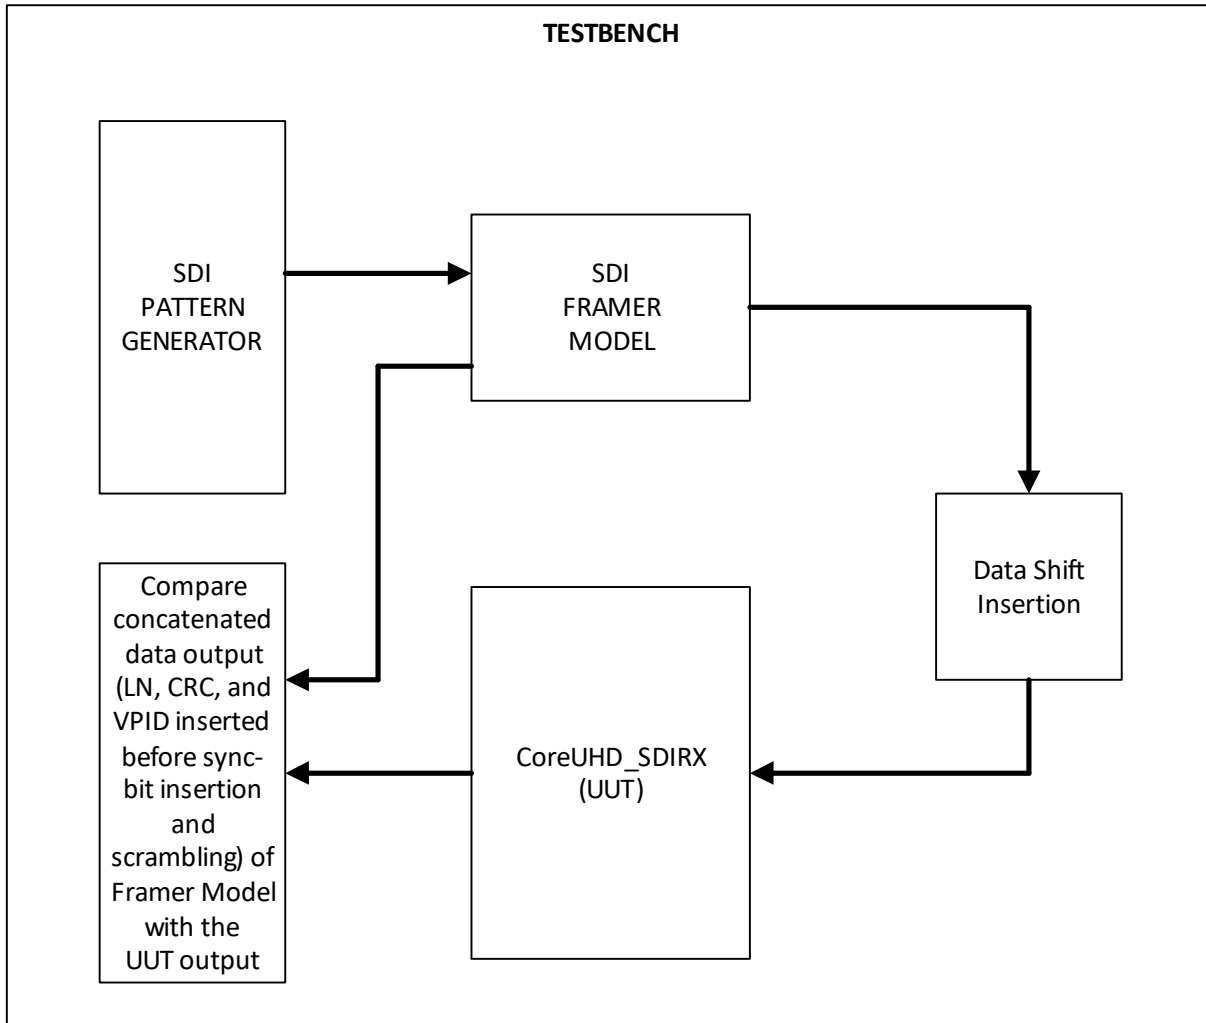 TESTBENCH
SDI
PATTERN
GENERATOR
SDI
FRAMER
MODEL
Data Shift
Insertion
CoreUHD_SDIRX
(UUT)
Compare
concatenated
data output
(LN, CRC, and
VPID inserted
before sync-
bit insertion
and
scrambling) of
Framer Model
with the
UUT output